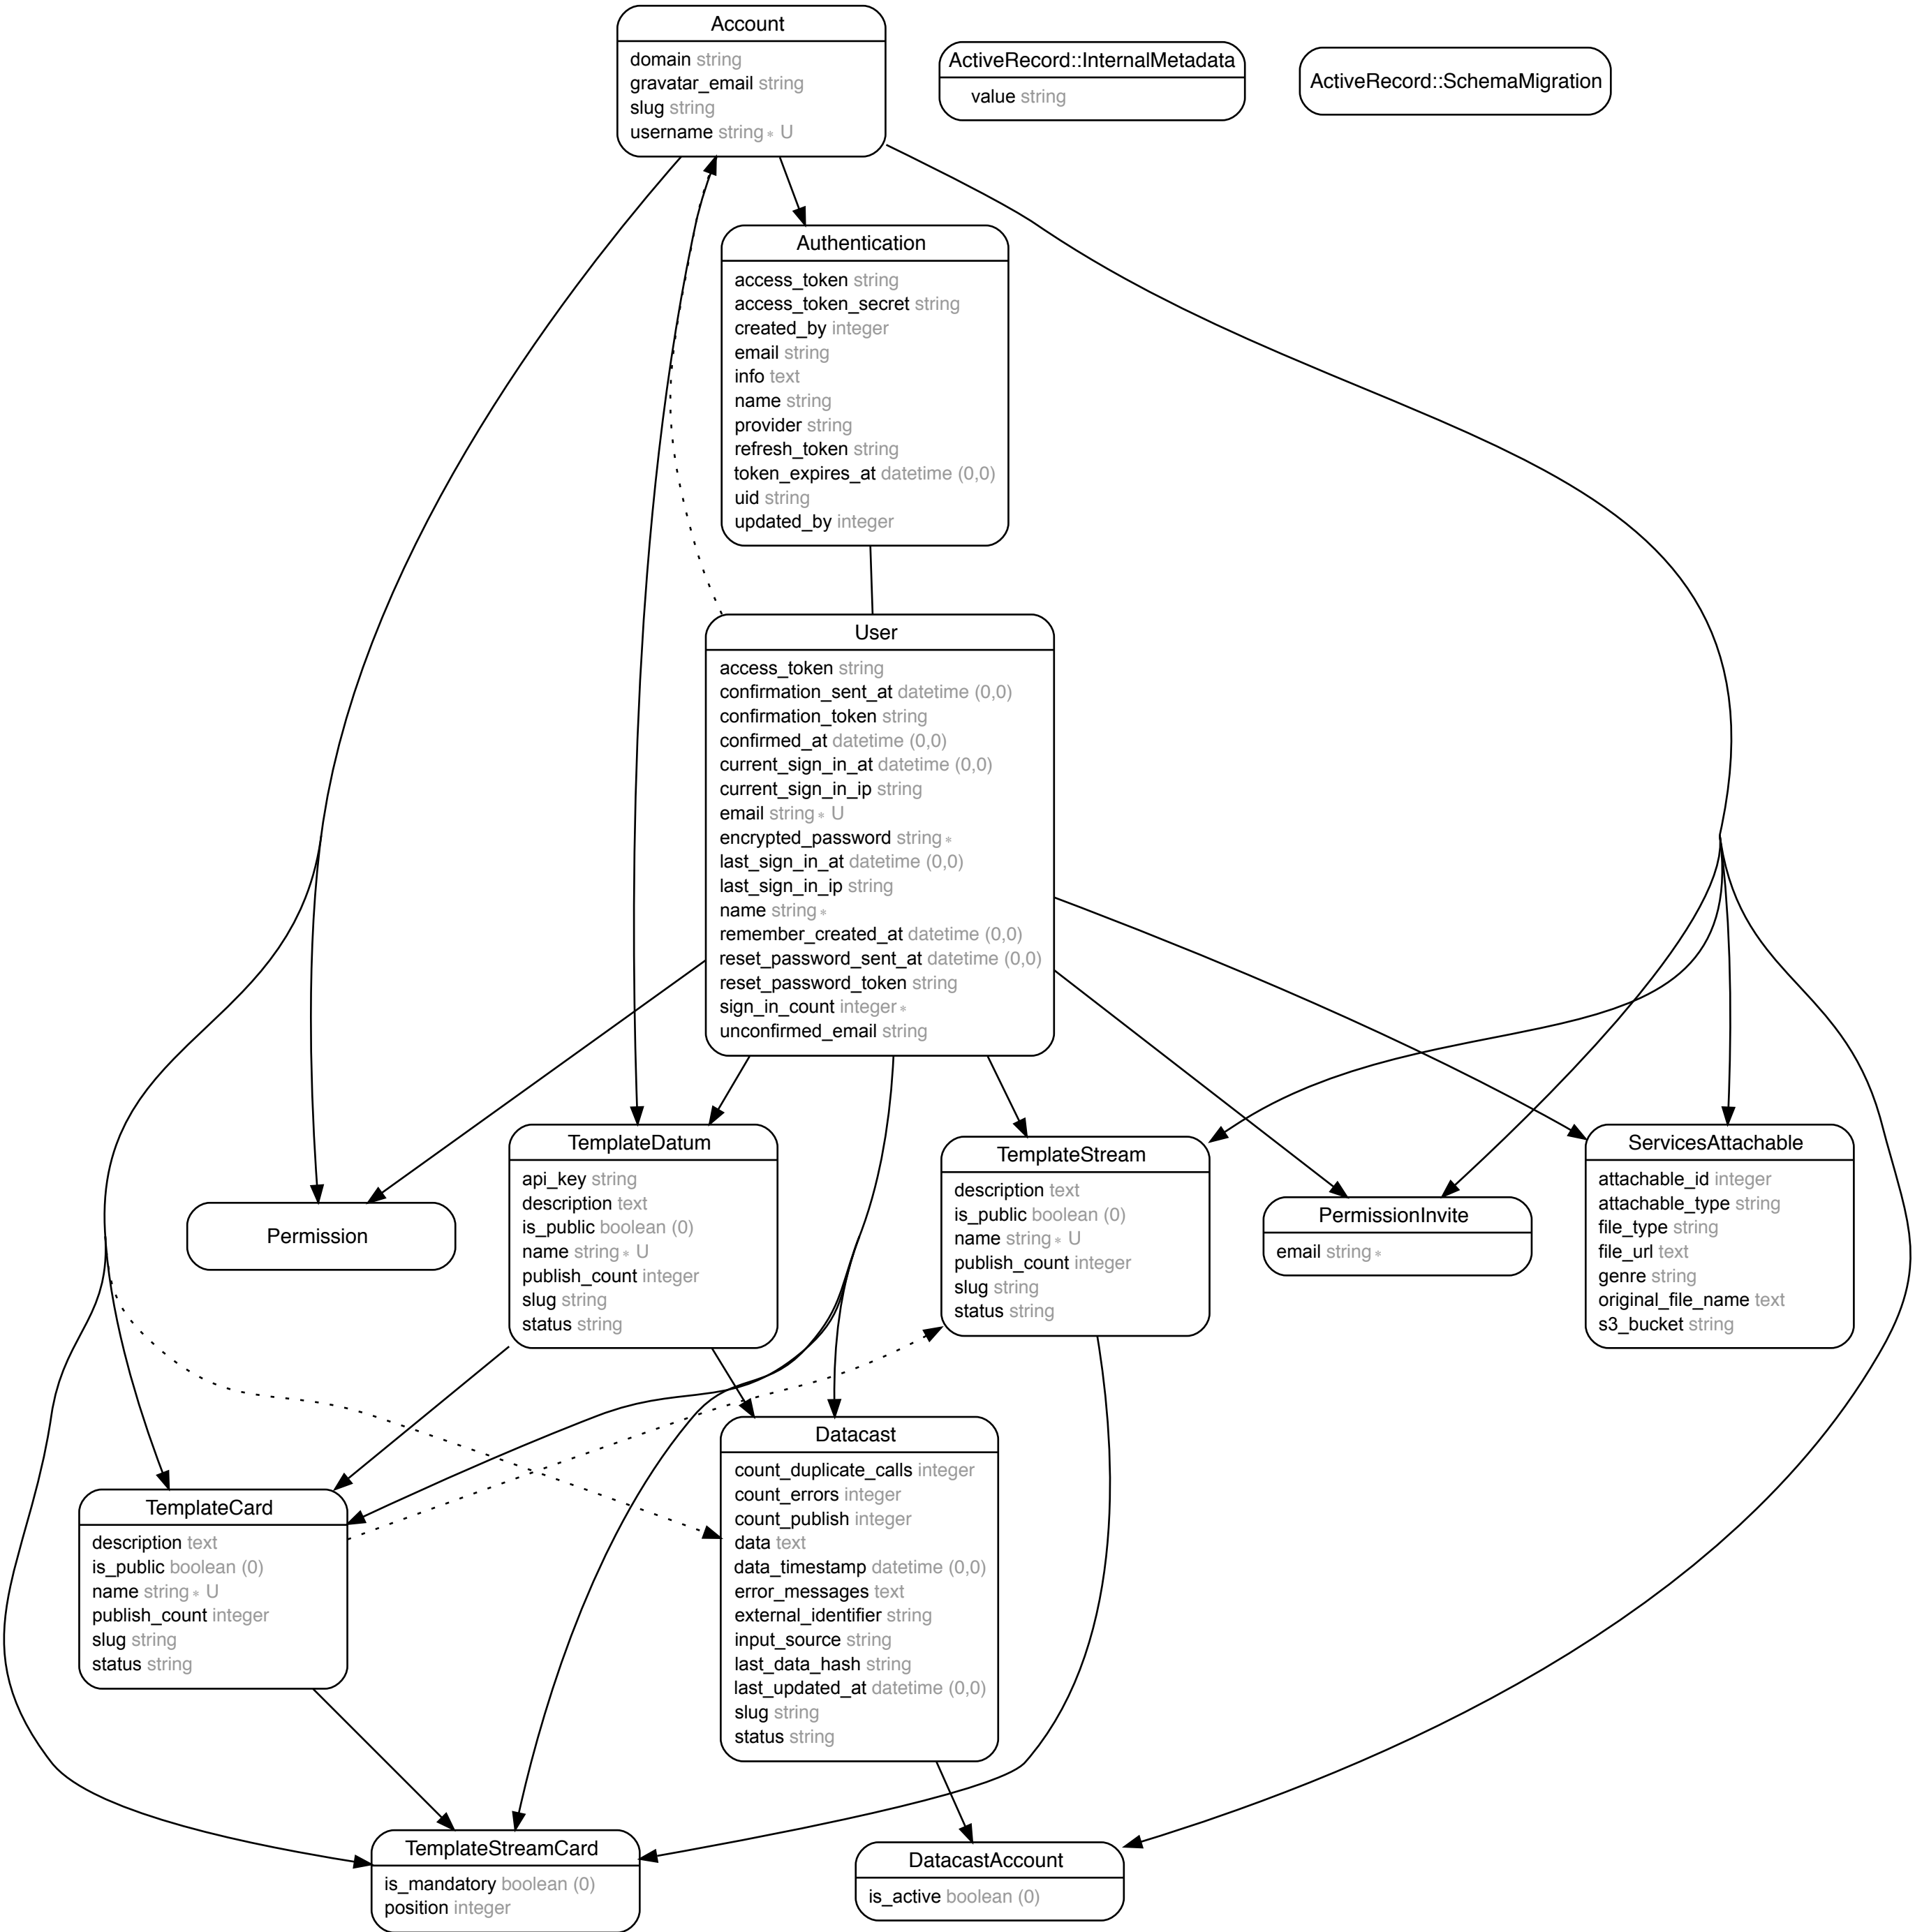 Account
domain string
gravatar_email string
slug string
username string∗ U
ActiveRecord::InternalMetadata
value string
ActiveRecord::SchemaMigration
Authentication
access_token string
access_token_secret string
created_by integer
email string
info text
name string
provider string
refresh_token string
token_expires_at datetime (0,0)
uid string
updated_by integer
User
access_token string
confirmation_sent_at datetime (0,0)
confirmation_token string
confirmed_at datetime (0,0)
current_sign_in_at datetime (0,0)
current_sign_in_ip string
email string∗ U
encrypted_password string∗
last_sign_in_at datetime (0,0)
last_sign_in_ip string
name string∗
remember_created_at datetime (0,0)
reset_password_sent_at datetime (0,0)
reset_password_token string
sign_in_count integer∗
unconfirmed_email string
Permission
TemplateDatum
api_key string
description text
is_public boolean (0)
name string∗ U
publish_count integer
slug string
status string
TemplateStream
description text
is_public boolean (0)
name string∗ U
publish_count integer
slug string
status string
PermissionInvite
email string∗
ServicesAttachable
attachable_id integer
attachable_type string
file_type string
file_url text
genre string
original_file_name text
s3_bucket string
TemplateCard
description text
is_public boolean (0)
name string∗ U
publish_count integer
slug string
status string
Datacast
count_duplicate_calls integer
count_errors integer
count_publish integer
data text
data_timestamp datetime (0,0)
error_messages text
external_identifier string
input_source string
last_data_hash string
last_updated_at datetime (0,0)
slug string
status string
TemplateStreamCard
is_mandatory boolean (0)
position integer
DatacastAccount
is_active boolean (0)